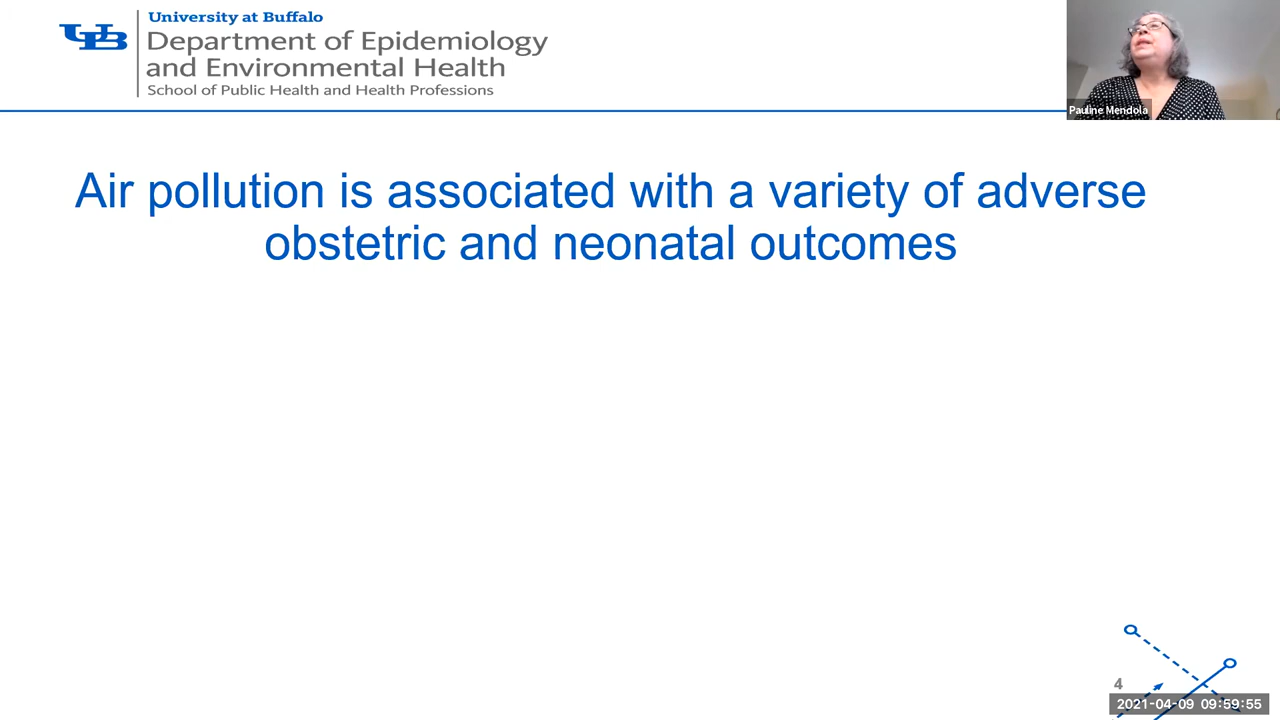 UB
University at Buffalo
Department of Epidemiology
and Environmental Health
School of Public Health and Health Professions
Pauline Mendola
Air pollution is associated with a variety of adverse
obstetric and neonatal outcomes
4
2021-04-09 09:59:55